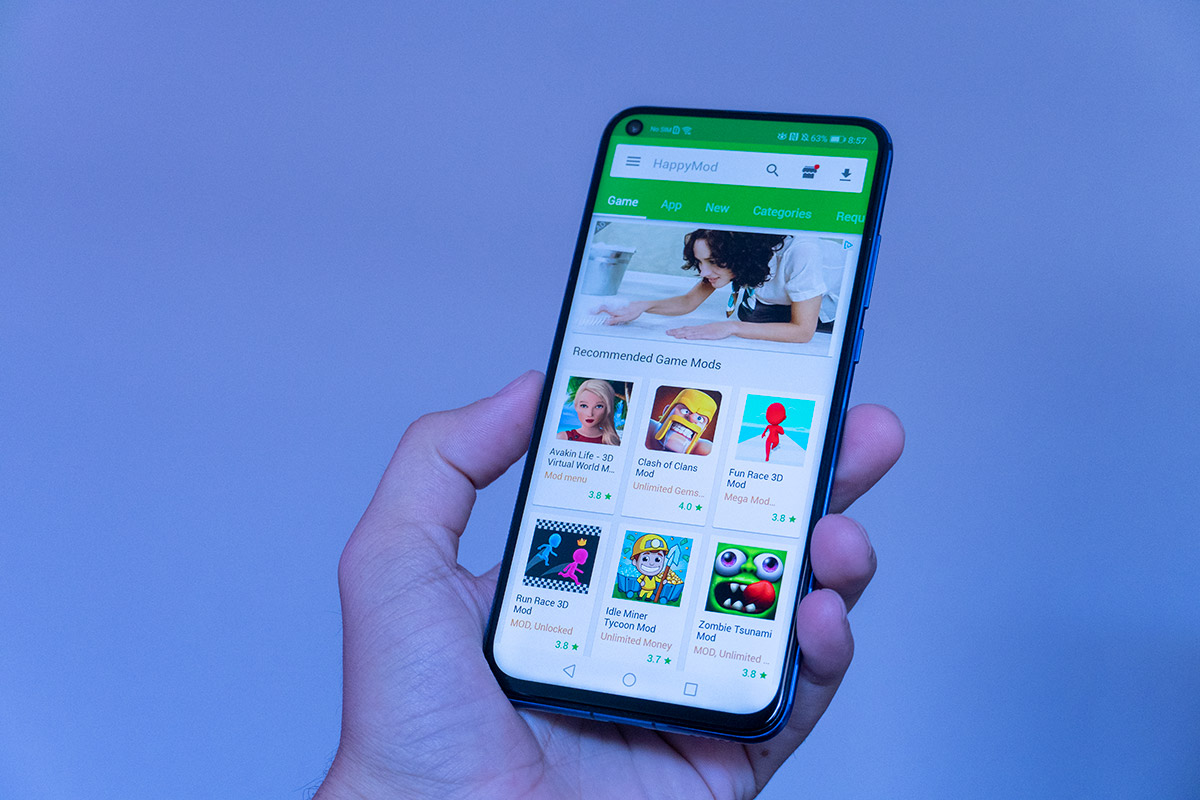 No SIM 63% 8:57
HappyMod
Game App New Categories Requ
Recommended Game Mods
Avakin Life - 3D
Virtual World M...
Mod menu
3.8
Clash of Clans
Mod
Unlimited Gems...
4.0
Fun Race 3D
Mod
Mega Mod...
3.8
Run Race 3D
Mod
MOD, Unlocked
3.8
Idle Miner
Tycoon Mod
Unlimited Money
3.7
Zombie Tsunami
Mod
MOD, Unlimited ...
3.8